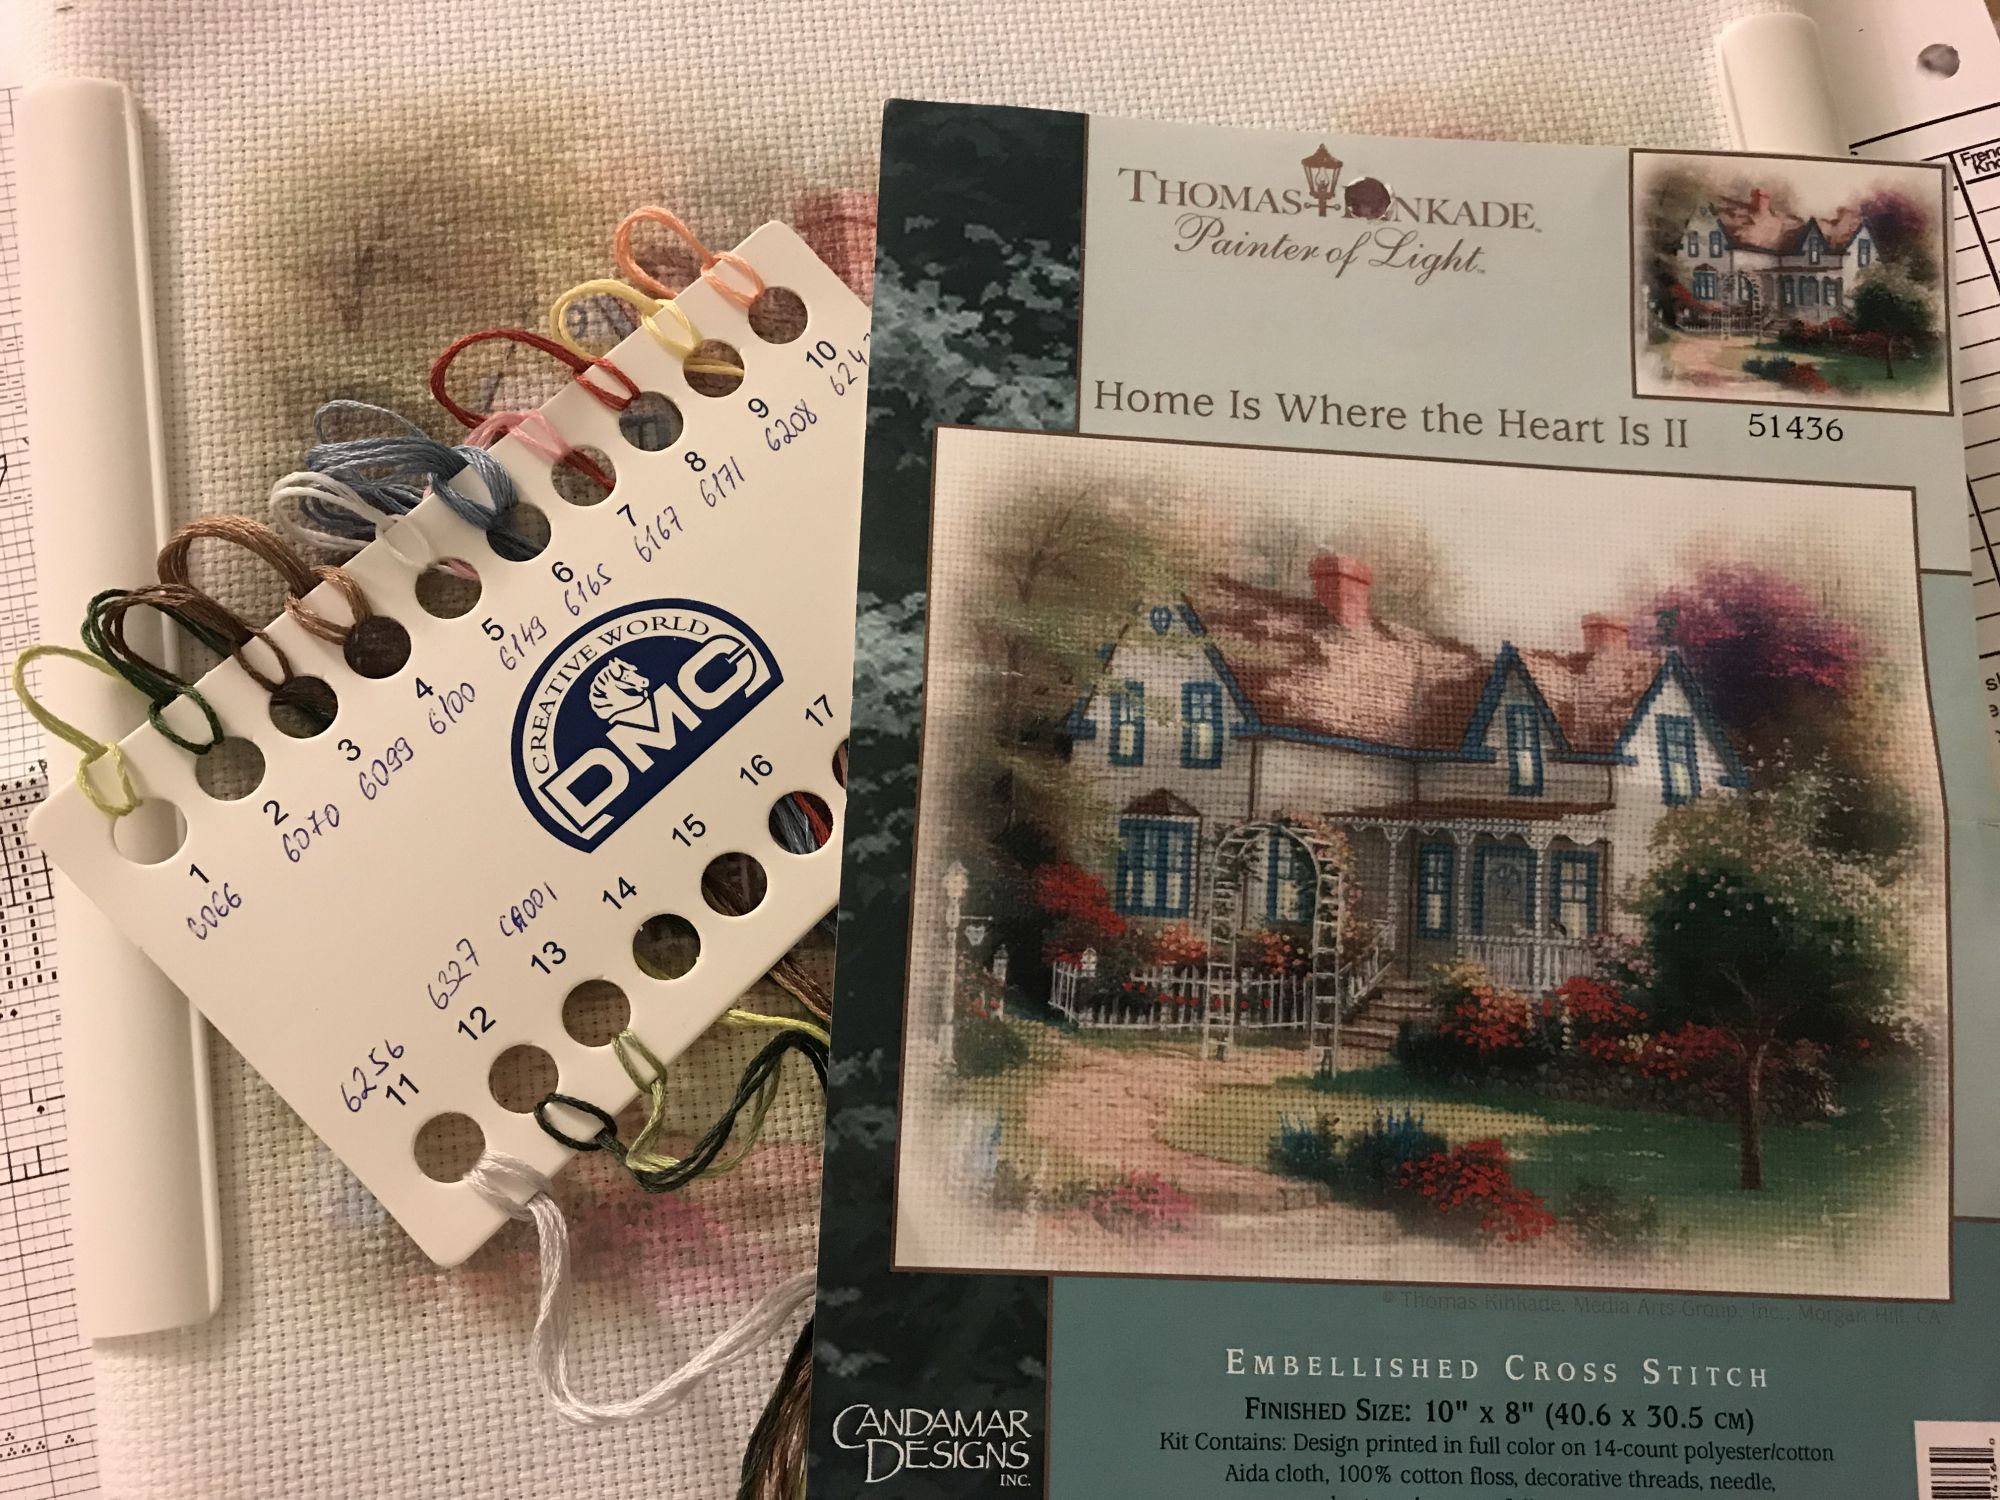 THOMAS KINKADE™
Painter of Light™
Home Is Where the Heart Is II
51436
© Thomas Kinkade, Media Arts Group, Inc., Morgan Hill, CA
EMBELLISHED CROSS STITCH
FINISHED SIZE: 10" X 8" (40.6 X 30.5 CM)
Kit Contains: Design printed in full color on 14-count polyester/cotton
Aida cloth, 100% cotton floss, decorative threads, needle,
CANDAMAR
DESIGNS
INC.
CREATIVE WORLD
DMC
1
6066
2
6070
3
6099
4
6100
5
6149
6
6165
7
6167
8
6171
9
6208
10
11
6256
12
6327
13
CA001
14
15
16
17